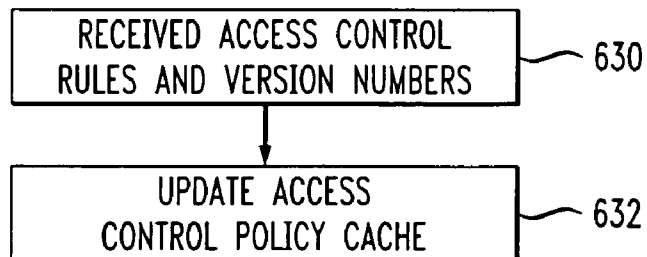 RECEIVED ACCESS CONTROL
RULES AND VERSION NUMBERS
630
UPDATE ACCESS
CONTROL POLICY CACHE
632